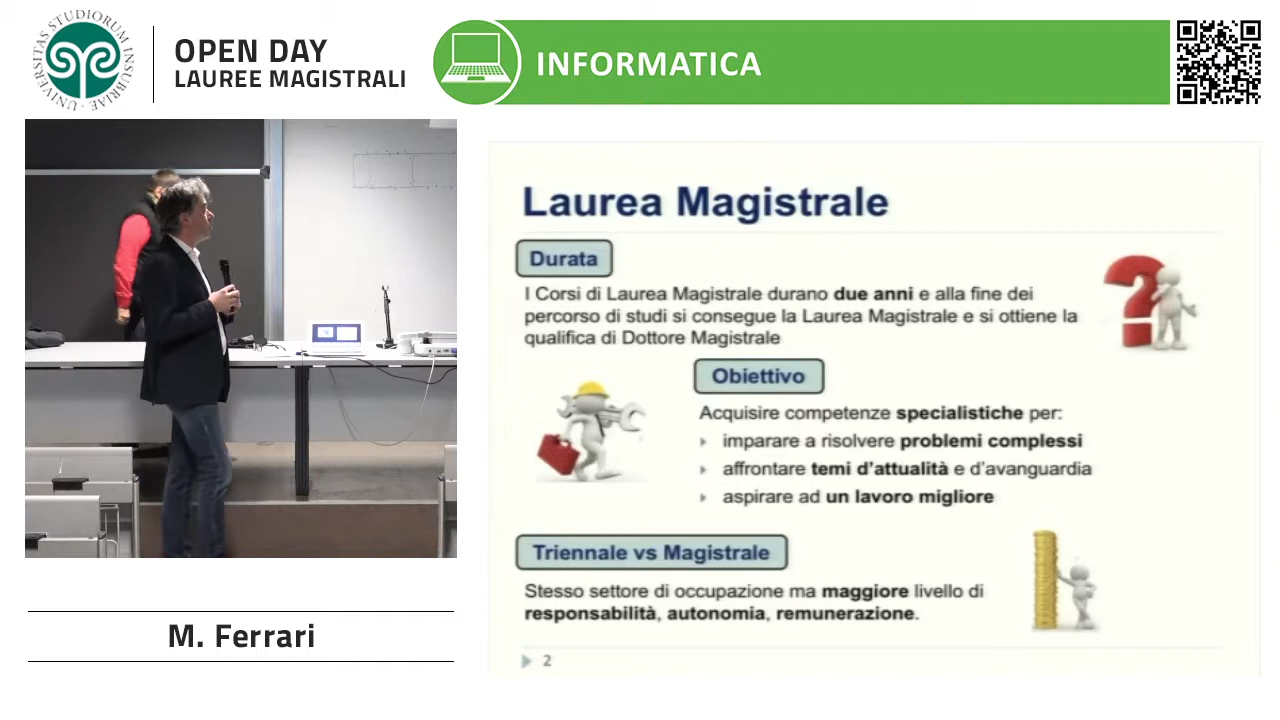 UNIVERSITAS STUDIORUM INSUBRIAE
OPEN DAY
LAUREE MAGISTRALI
INFORMATICA
Laurea Magistrale
Durata
I Corsi di Laurea Magistrale durano due anni e alla fine dei
percorso di studi si consegue la Laurea Magistrale e si ottiene la
qualifica di Dottore Magistrale
Obiettivo
Acquisire competenze specialistiche per:
imparare a risolvere problemi complessi
affrontare temi d'attualità e d'avanguardia
aspirare ad un lavoro migliore
Triennale vs Magistrale
Stesso settore di occupazione ma maggiore livello di
responsabilità, autonomia, remunerazione.
2
M. Ferrari